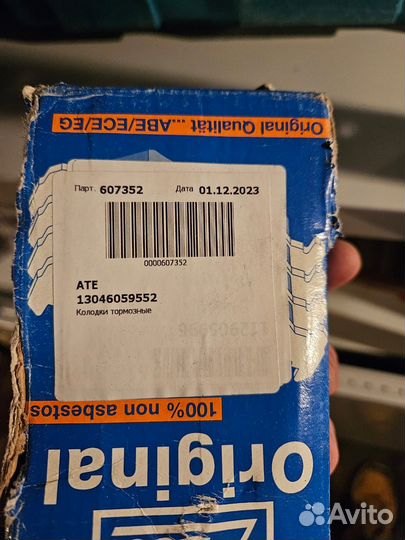 Original Qualität ... ABE/ECE/EG
Парт. 607352 Дата 01.12.2023
0000607352
ATE
13046059552
Колодки тормозные
100% non asbestos
Original
Avito